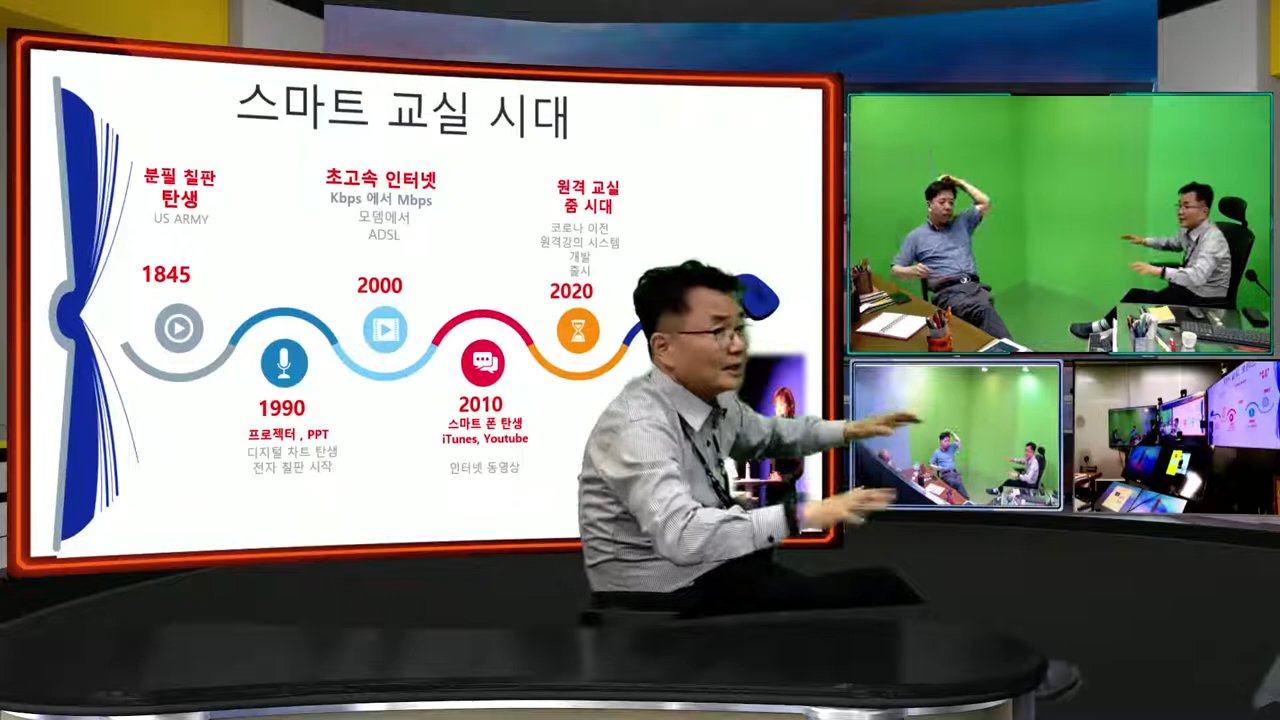 스마트 교실 시대
분필 칠판
탄생
US ARMY
1845
초고속 인터넷
Kbps 에서 Mbps
모뎀에서
ADSL
2000
원격 교실
줌 시대
코로나 이전
원격강의 시스템
개발
출시
2020
1990
프로젝터 , PPT
디지털 차트 탄생
전자 칠판 시작
2010
스마트 폰 탄생
iTunes, Youtube
인터넷 동영상